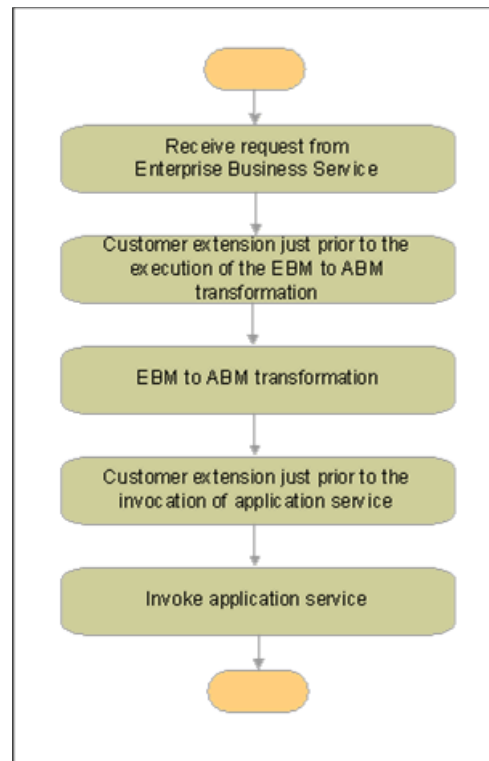 Receive request from
Enterprise Business Service
Customer extension just prior to the
execution of the EBM to ABM
transformation
EBM to ABM transformation
Customer extension just prior to the
invocation of application service
Invoke application service